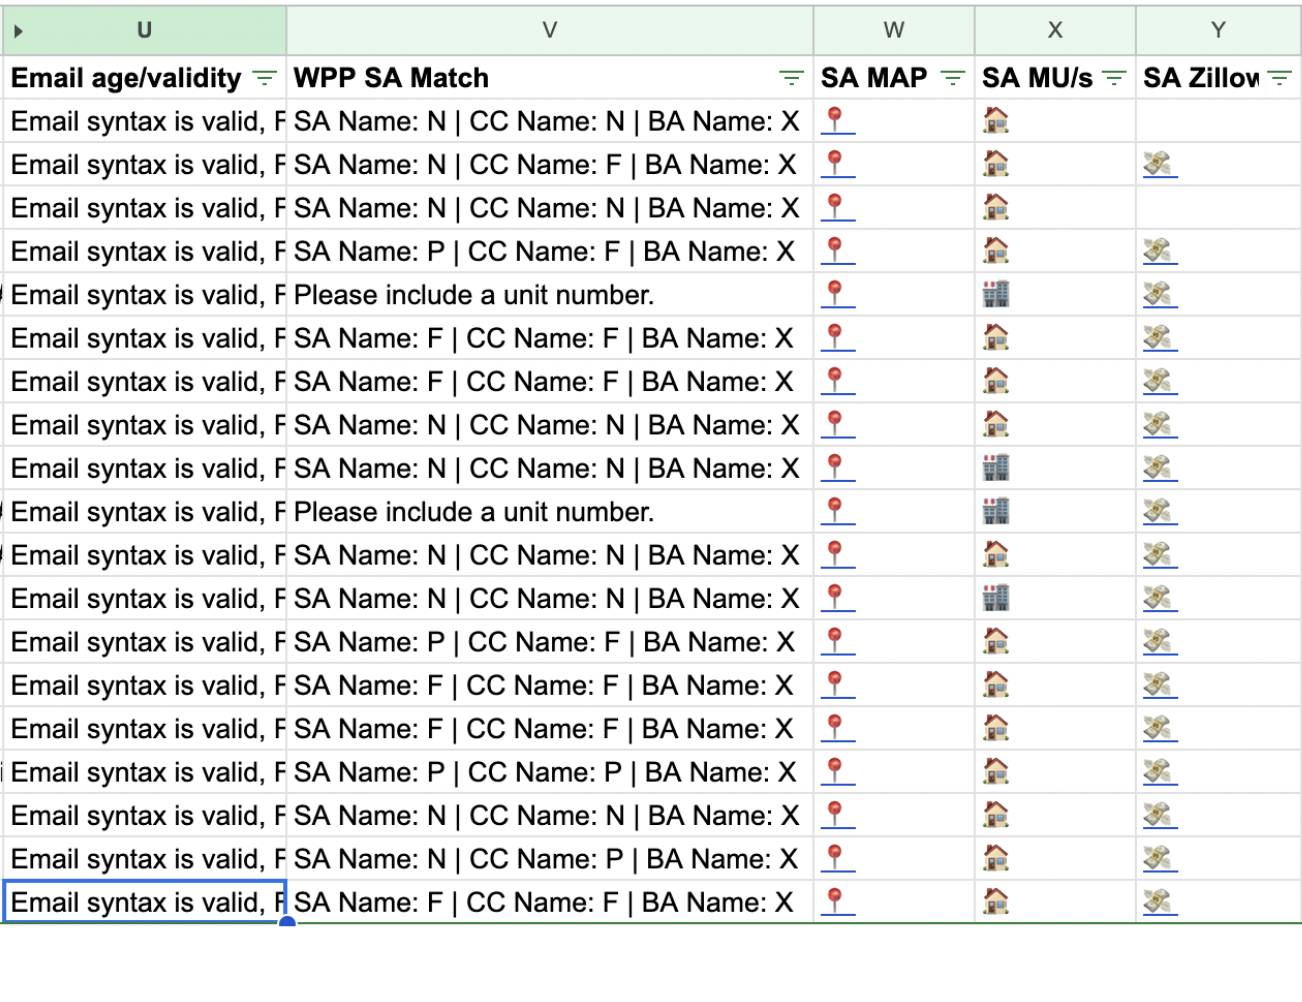 U V W X Y
Email age/validity WPP SA Match SA MAP SA MU/s SA Zillow
Email syntax is valid, F SA Name: N | CC Name: N | BA Name: X
Email syntax is valid, F SA Name: N | CC Name: F | BA Name: X
Email syntax is valid, F SA Name: N | CC Name: N | BA Name: X
Email syntax is valid, F SA Name: P | CC Name: F | BA Name: X
Email syntax is valid, F Please include a unit number.
Email syntax is valid, F SA Name: F | CC Name: F | BA Name: X
Email syntax is valid, F SA Name: F | CC Name: F | BA Name: X
Email syntax is valid, F SA Name: N | CC Name: N | BA Name: X
Email syntax is valid, F SA Name: N | CC Name: N | BA Name: X
Email syntax is valid, F Please include a unit number.
Email syntax is valid, F SA Name: N | CC Name: N | BA Name: X
Email syntax is valid, F SA Name: N | CC Name: N | BA Name: X
Email syntax is valid, F SA Name: P | CC Name: F | BA Name: X
Email syntax is valid, F SA Name: F | CC Name: F | BA Name: X
Email syntax is valid, F SA Name: F | CC Name: F | BA Name: X
Email syntax is valid, F SA Name: P | CC Name: P | BA Name: X
Email syntax is valid, F SA Name: N | CC Name: N | BA Name: X
Email syntax is valid, F SA Name: N | CC Name: P | BA Name: X
Email syntax is valid, F SA Name: F | CC Name: F | BA Name: X